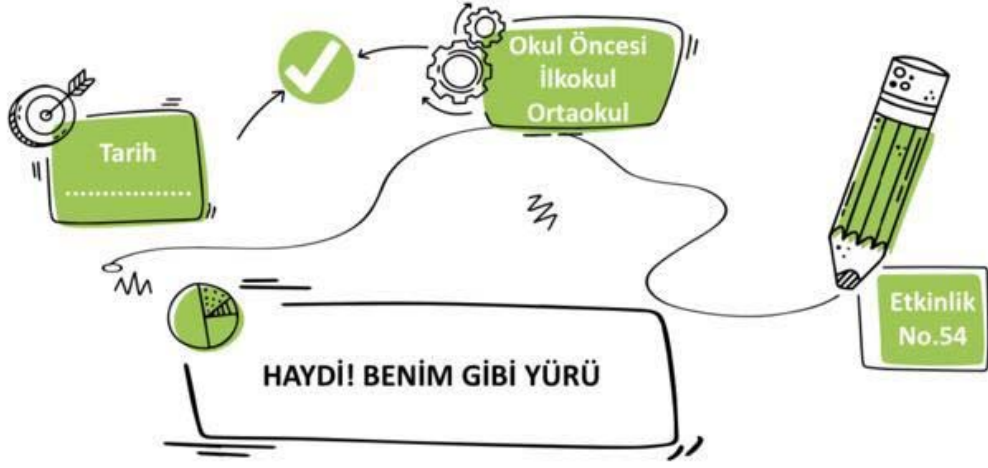 Okul Öncesi
İlkokul
Ortaokul
Tarih
......................
Etkinlik
No.54
HAYDİ! BENİM GİBİ YÜRÜ